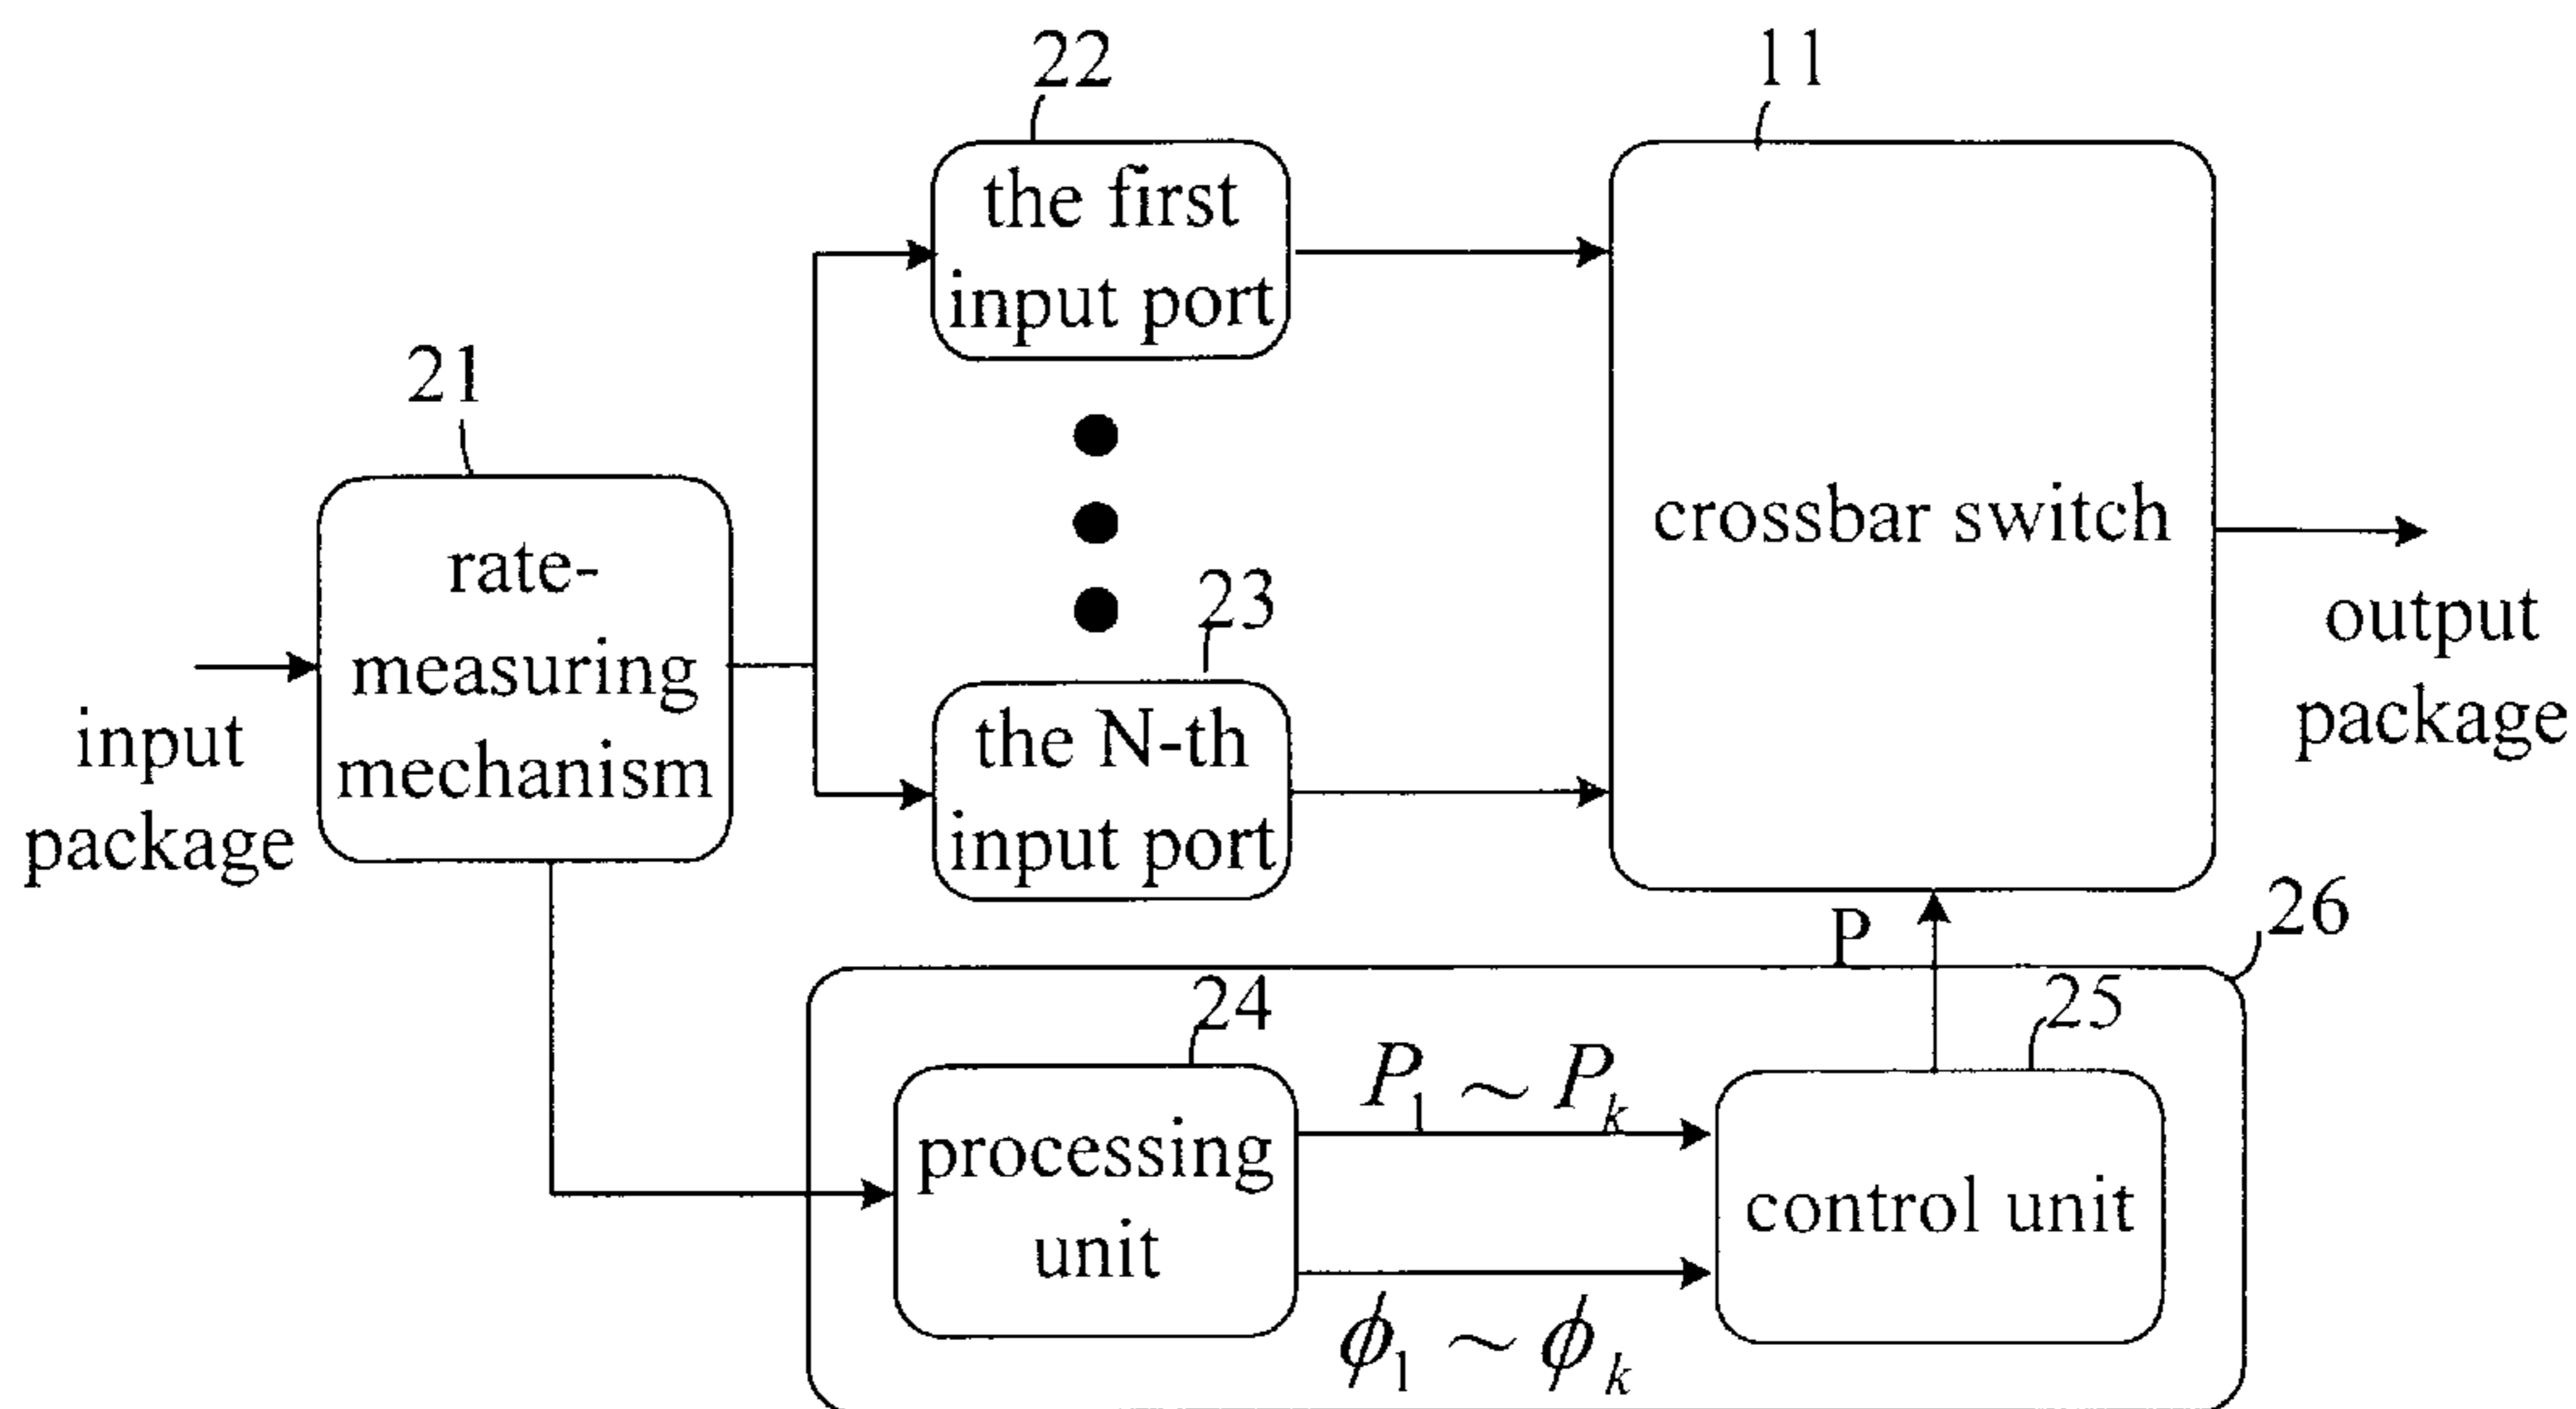 22
11
the first
input port
21
rate-
measuring
mechanism
crossbar switch
23
the N-th
input port
input
package
output
package
P
26
24
25
P₁ ~ Pₖ
processing
unit
control unit
ϕ₁ ~ ϕₖ